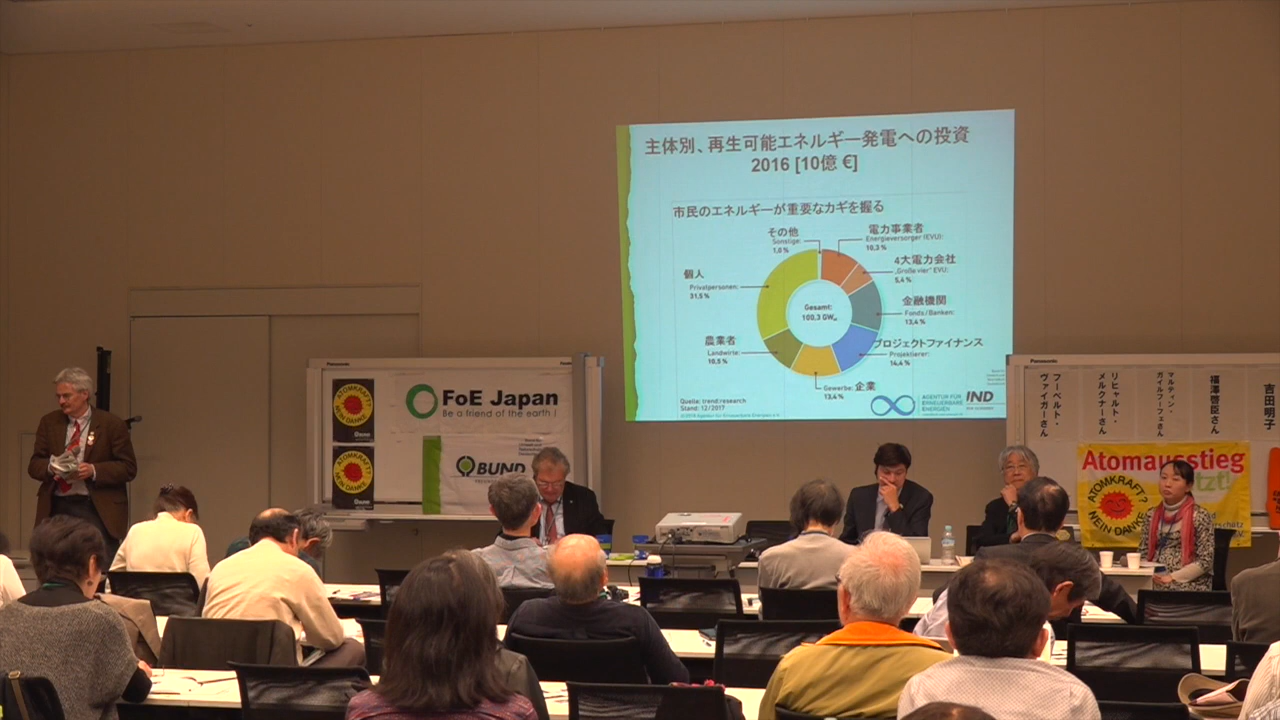 主体別、再生可能エネルギー発電への投資
2016 [10億 €]
市民のエネルギーが重要なカギを握る
その他
Sonstige:
1,0 %
電力事業者
Energieversorger (EVU):
10,3 %
4大電力会社
„Große vier“ EVU:
5,4 %
個人
Privatpersonen:
31,5 %
金融機関
Fonds/Banken:
13,4 %
Gesamt:
100,3 GW
農業者
Landwirte:
10,5 %
プロジェクトファイナンス
Projektierer:
14,4 %
Gewerbe: 企業
13,4 %
Quelle: trend:research
Stand: 12/2017
AGENTUR FÜR
ERNEUERBARE
ENERGIEN
IND
Panasonic
ATOMKRAFT?
NEIN DANKE
FoE Japan
Be a friend of the earth !
ATOMKRAFT?
NEIN DANKE
BUND
Panasonic
フーベルト・
ヴァイガーさん
リヒャルト・
メルクナーさん
マルティン・
ガイルフーフェさん
福澤啓臣さん
吉田明子
Atomausstieg
ATOMKRAFT?
NEIN DANKE